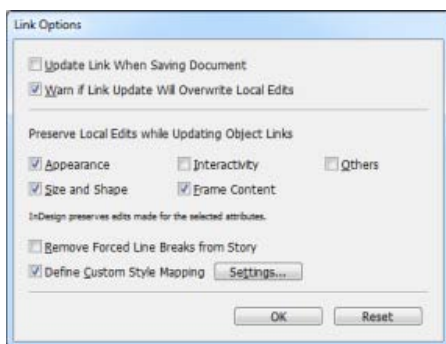 Link Options
Update Link When Saving Document
Warn if Link Update Will Overwrite Local Edits
Preserve Local Edits while Updating Object Links
Appearance Interactivity Others
Size and Shape Frame Content
InDesign preserves edits made for the selected attributes.
Remove Forced Line Breaks from Story
Define Custom Style Mapping Settings...
OK Reset